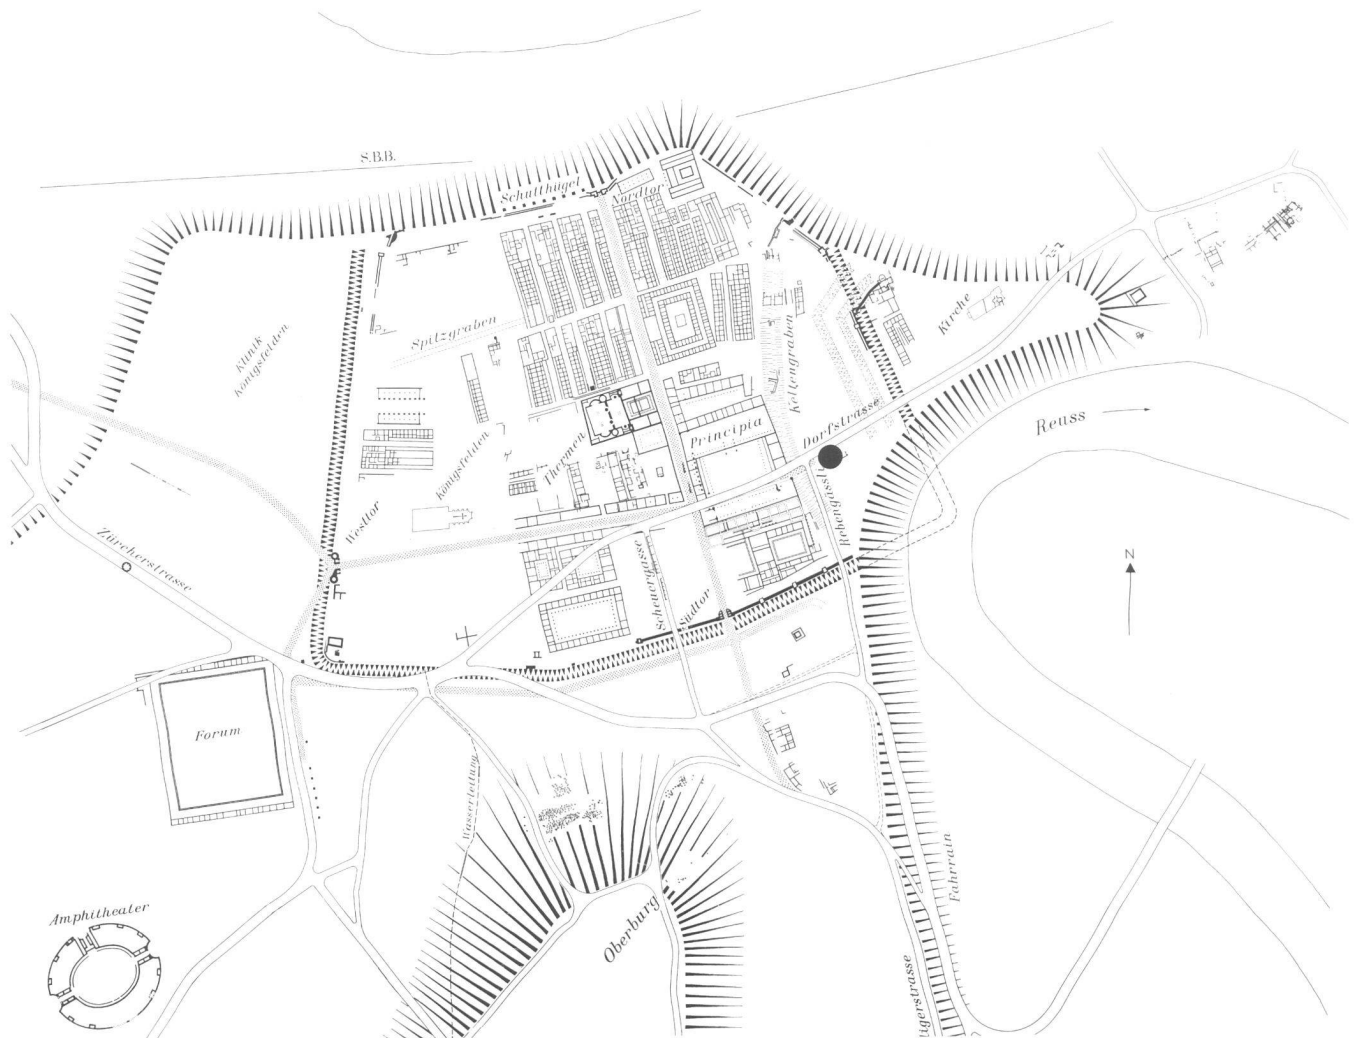 S.B.B.
Schutthügel
Nordtor
Klinik
Königsfelden
Spitzgraben
Keltengraben
Kirche
Reuss
Dorfstrasse
Principia
Thermen
Königsfelden
Westtor
Rebengässli
Zürcherstrasse
Scheuergasse
Südtor
N
Forum
Wasserleitung
Fahrrain
Amphitheater
Oberburg